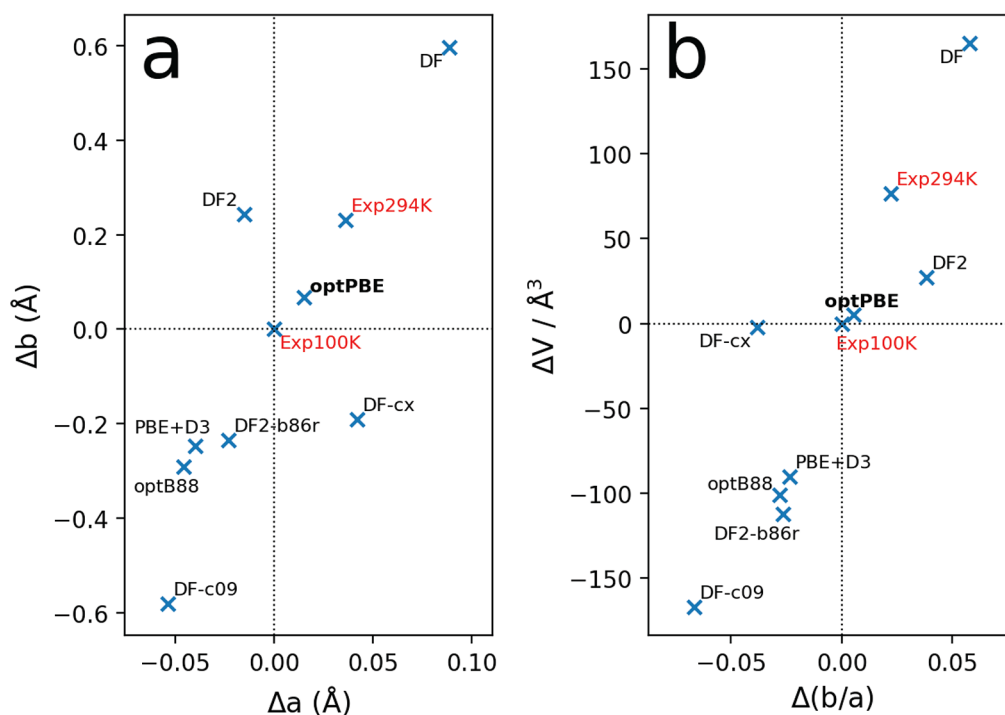 a
0.6
0.4
0.2
0.0
−0.2
−0.4
−0.6
Δb (Å)
DF
DF2
Exp294K
optPBE
Exp100K
DF-cx
PBE+D3
DF2-b86r
optB88
DF-c09
−0.05
0.00
0.05
0.10
Δa (Å)
b
150
100
50
0
−50
−100
−150
ΔV / Å³
DF
Exp294K
DF2
optPBE
Exp100K
DF-cx
PBE+D3
optB88
DF2-b86r
DF-c09
−0.05
0.00
0.05
Δ(b/a)